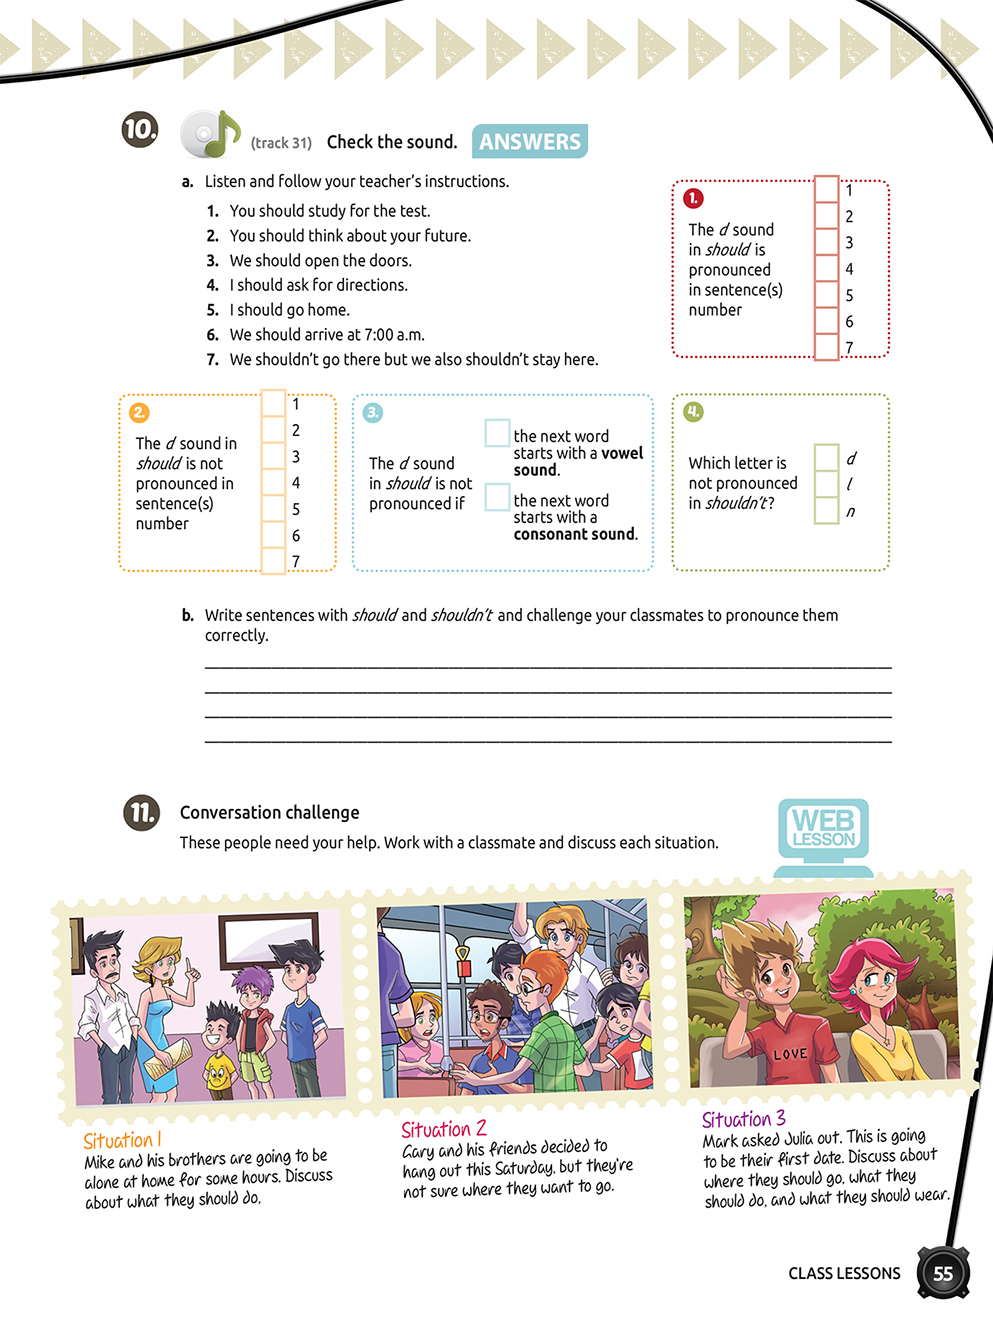 10.
(track 31) Check the sound. ANSWERS
a. Listen and follow your teacher's instructions.
1. You should study for the test.
2. You should think about your future.
3. We should open the doors.
4. I should ask for directions.
5. I should go home.
6. We should arrive at 7:00 a.m.
7. We shouldn't go there but we also shouldn't stay here.
1.
The d sound
in should is
pronounced
in sentence(s)
number
1
2
3
4
5
6
7
2.
The d sound in
should is not
pronounced in
sentence(s)
number
1
2
3
4
5
6
7
3.
The d sound
in should is not
pronounced if
the next word
starts with a vowel
sound.
the next word
starts with a
consonant sound.
4.
Which letter is
not pronounced
in shouldn't?
d
l
n
b. Write sentences with should and shouldn't and challenge your classmates to pronounce them
correctly.
11. Conversation challenge
These people need your help. Work with a classmate and discuss each situation.
WEB
LESSON
LOVE
Situation 1
Mike and his brothers are going to be
alone at home for some hours. Discuss
about what they should do.
Situation 2
Gary and his friends decided to
hang out this Saturday, but they're
not sure where they want to go.
Situation 3
Mark asked Julia out. This is going
to be their first date. Discuss about
where they should go, what they
should do, and what they should wear.
CLASS LESSONS 55